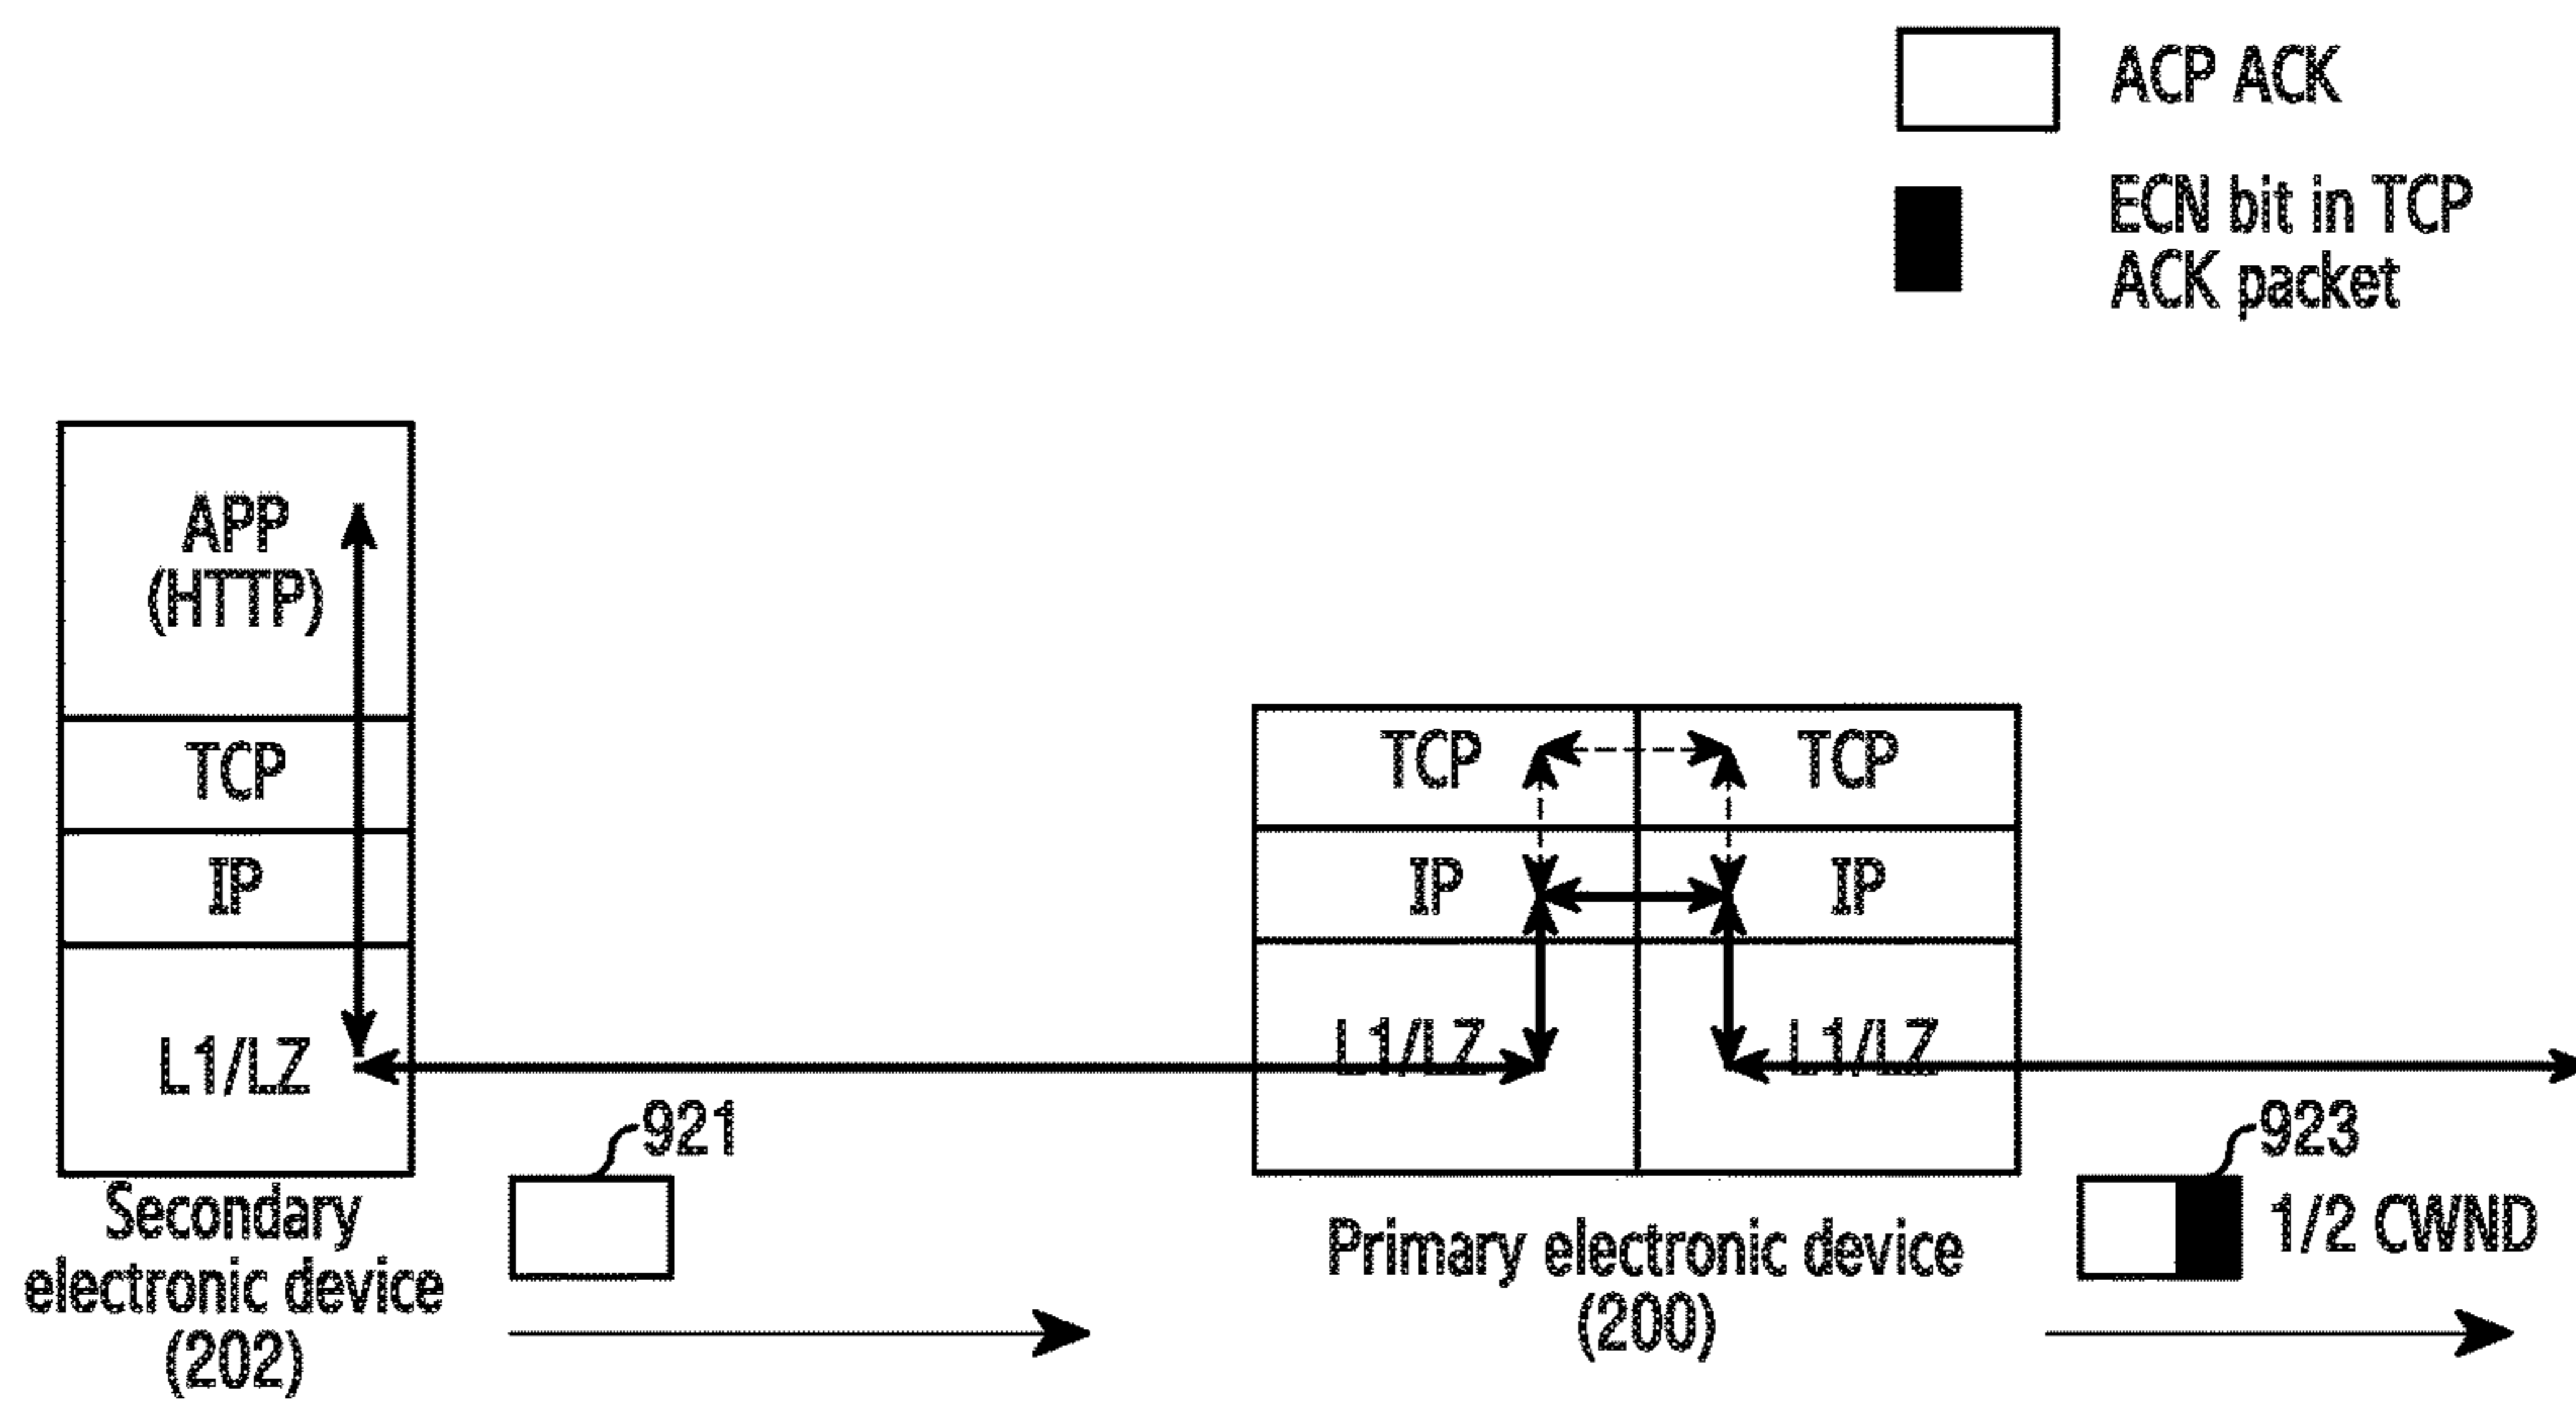 ACP ACK
ECN bit in TCP
ACK packet
APP
(HTTP)
TCP
IP
L1/LZ
TCP
TCP
IP
IP
L1/LZ
L1/LZ
921
923
1/2 CWND
Secondary
electronic device
(202)
Primary electronic device
(200)